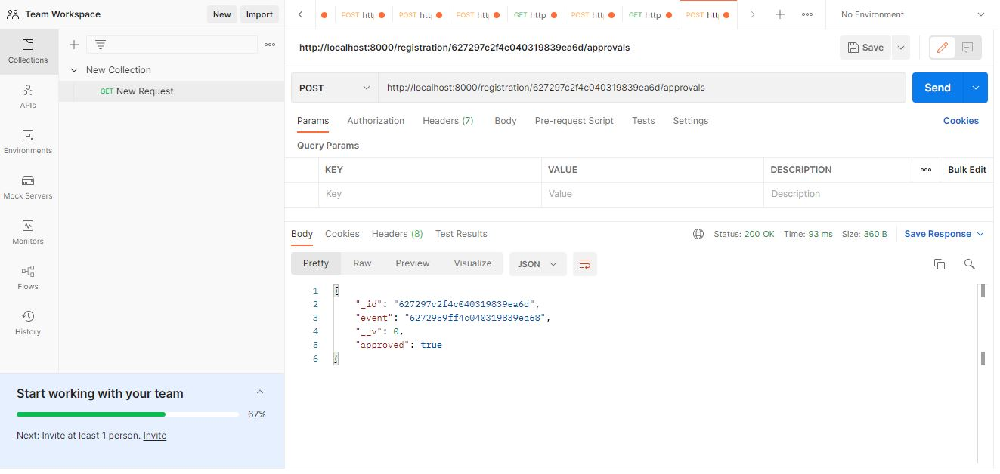 Team Workspace
New
Import
POST htt
POST htt
POST htt
GET http
POST htt
GET http
POST htt
No Environment
Collections
APIs
Environments
Mock Servers
Monitors
Flows
History
New Collection
GET New Request
http://localhost:8000/registration/627297c2f4c040319839ea6d/approvals
Save
POST
http://localhost:8000/registration/627297c2f4c040319839ea6d/approvals
Send
Params
Authorization
Headers (7)
Body
Pre-request Script
Tests
Settings
Cookies
Query Params
KEY
VALUE
DESCRIPTION
Bulk Edit
Key
Value
Description
Body
Cookies
Headers (8)
Test Results
Status: 200 OK
Time: 93 ms
Size: 360 B
Save Response
Pretty
Raw
Preview
Visualize
JSON
1 {
2 "_id": "627297c2f4c040319839ea6d",
3 "event": "6272959ff4c040319839ea68",
4 "__v": 0,
5 "approved": true
6 }
Start working with your team
67%
Next: Invite at least 1 person. Invite